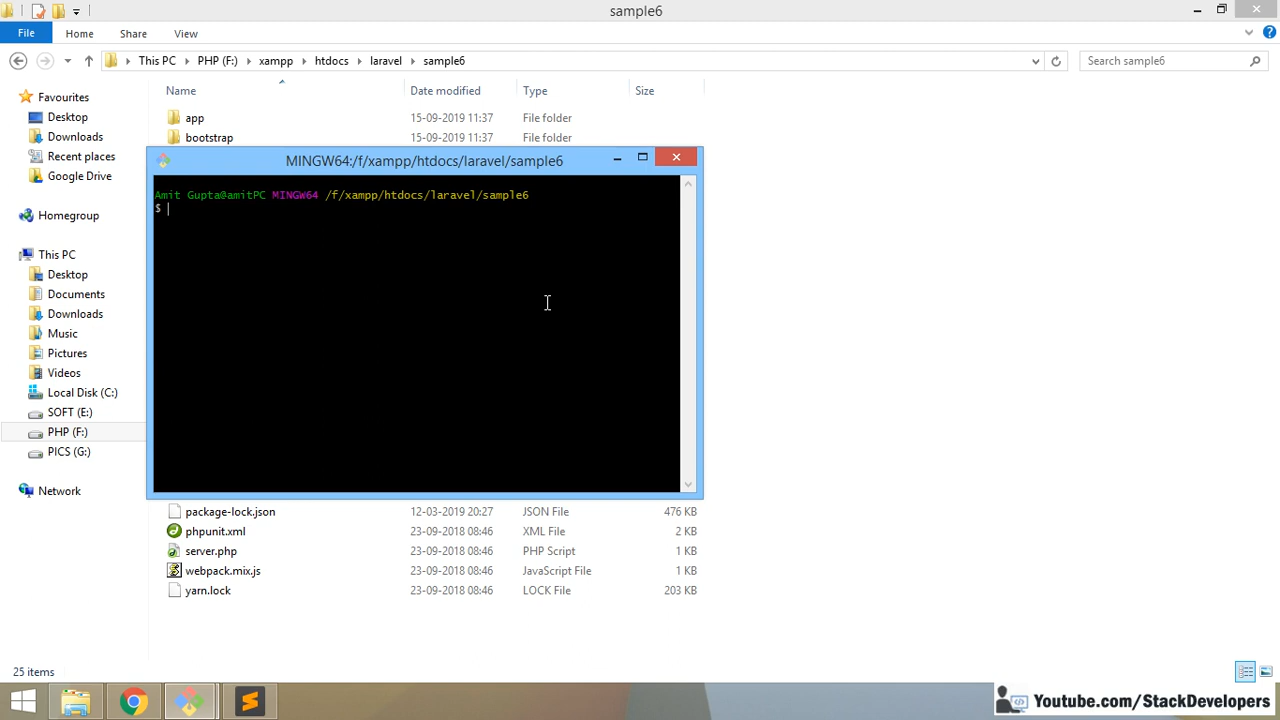 sample6
File Home Share View
This PC PHP (F:) xampp htdocs laravel sample6 Search sample6
Name Date modified Type Size
Favourites
Desktop
Downloads
Recent places
Google Drive
Homegroup
This PC
Desktop
Documents
Downloads
Music
Pictures
Videos
Local Disk (C:)
SOFT (E:)
PHP (F:)
PICS (G:)
Network
app 15-09-2019 11:37 File folder
bootstrap 15-09-2019 11:37 File folder
MINGW64:/f/xampp/htdocs/laravel/sample6
Amit Gupta@amitPC MINGW64 /f/xampp/htdocs/laravel/sample6
$
package-lock.json 12-03-2019 20:27 JSON File 476 KB
phpunit.xml 23-09-2018 08:46 XML File 2 KB
server.php 23-09-2018 08:46 PHP Script 1 KB
webpack.mix.js 23-09-2018 08:46 JavaScript File 1 KB
yarn.lock 23-09-2018 08:46 LOCK File 203 KB
25 items
Youtube.com/StackDevelopers